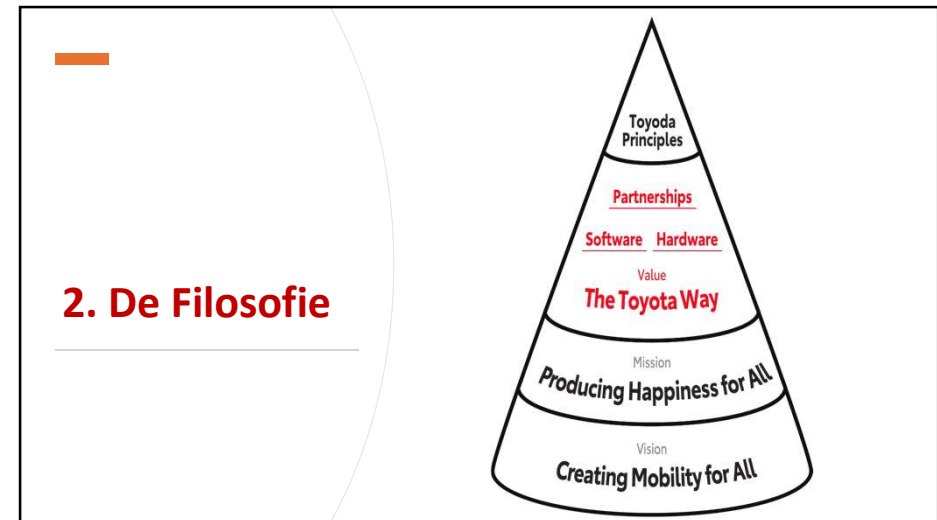 2. De Filosofie
Toyoda
Principles
Partnerships
Software Hardware
Value
The Toyota Way
Mission
Producing Happiness for All
Vision
Creating Mobility for All